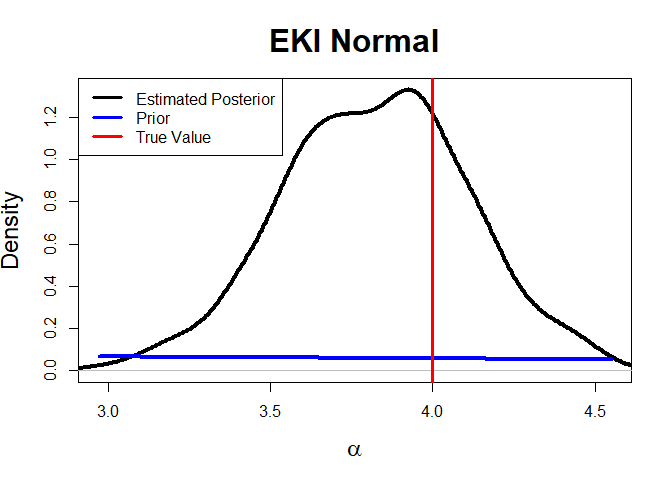 EKI Normal
Estimated Posterior
Prior
True Value
Density
0.0
0.2
0.4
0.6
0.8
1.0
1.2
3.0
3.5
4.0
4.5
α